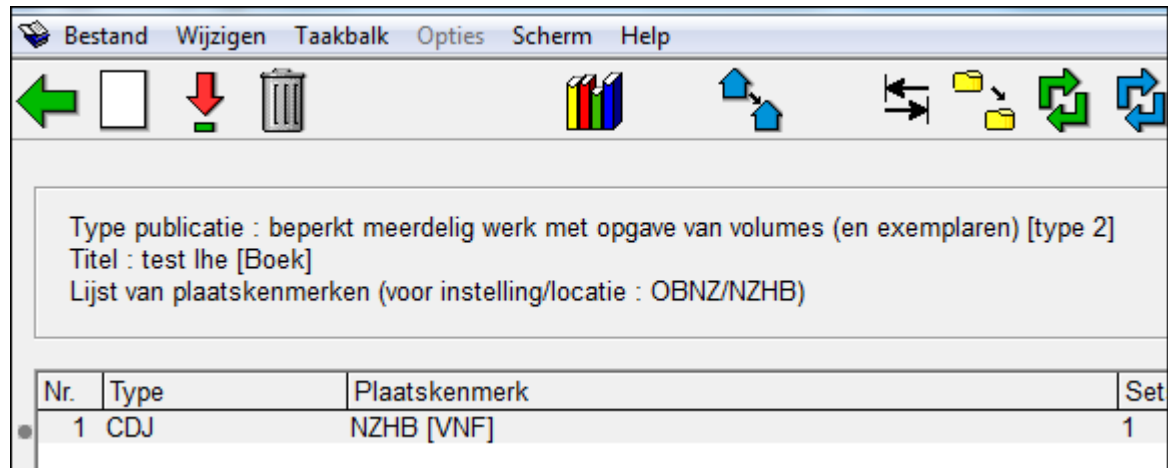 Bestand Wijzigen Taakbalk Opties Scherm Help
Type publicatie : beperkt meerdelig werk met opgave van volumes (en exemplaren) [type 2]
Titel : test lhe [Boek]
Lijst van plaatskenmerken (voor instelling/locatie : OBNZ/NZHB)
Nr. Type Plaatskenmerk Set
1 CDJ NZHB [VNF] 1